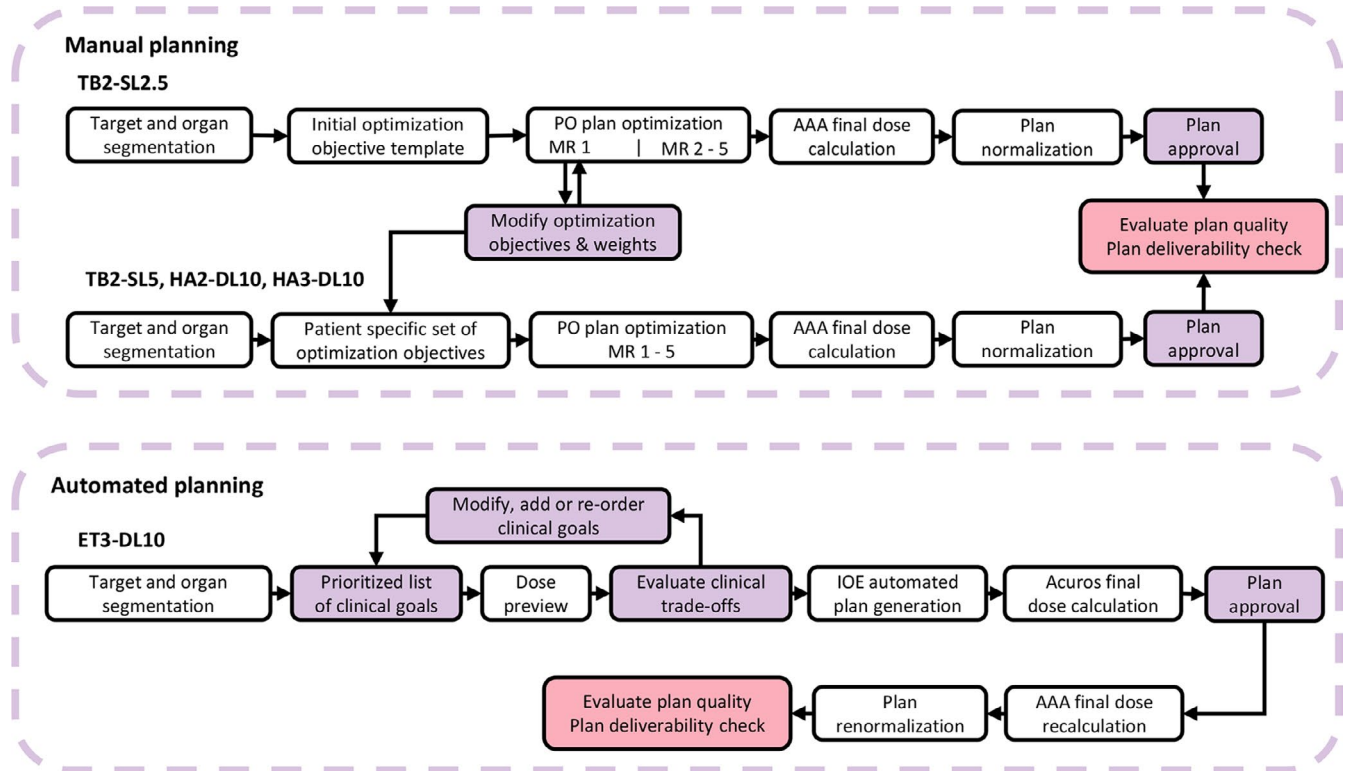 Manual planning
TB2-SL2.5
Target and organ
segmentation
Initial optimization
objective template
PO plan optimization
MR 1 | MR 2 - 5
AAA final dose
calculation
Plan
normalization
Plan
approval
Modify optimization
objectives & weights
Evaluate plan quality
Plan deliverability check
TB2-SL5, HA2-DL10, HA3-DL10
Target and organ
segmentation
Patient specific set of
optimization objectives
PO plan optimization
MR 1 - 5
AAA final dose
calculation
Plan
normalization
Plan
approval
Automated planning
Modify, add or re-order
clinical goals
ET3-DL10
Target and organ
segmentation
Prioritized list
of clinical goals
Dose
preview
Evaluate clinical
trade-offs
IOE automated
plan generation
Acuros final
dose calculation
Plan
approval
Evaluate plan quality
Plan deliverability check
Plan
renormalization
AAA final dose
recalculation